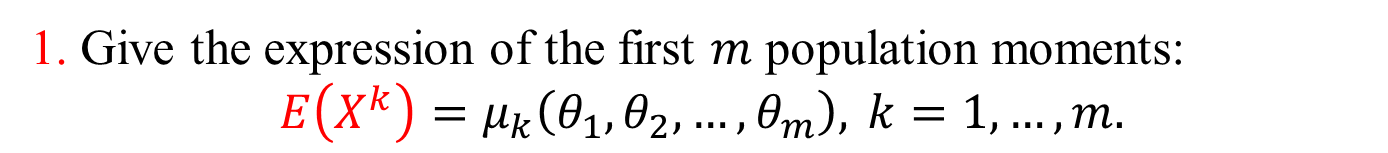 1. Give the expression of the first m population moments:
E(X^k) = μ_k(θ_1, θ_2, ..., θ_m), k = 1, ..., m.